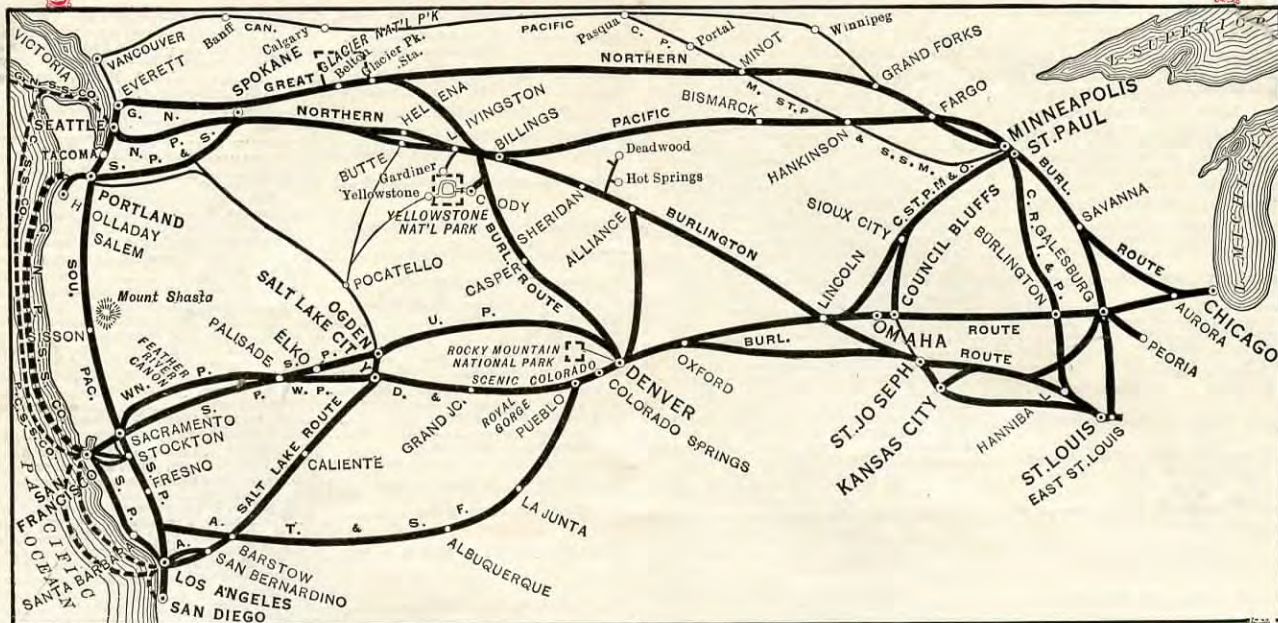 VICTORIA
VANCOUVER
Banff
CAN.
Calgary
GLACIER NAT'L P'K
PACIFIC
Pasqua
C. P.
Portal
Winnipeg
L. SUPERIOR
EVERETT
SPOKANE
GREAT
Belton
Glacier Pk. Sta.
NORTHERN
MINOT
GRAND FORKS
GEN. S.S. CO.
SEATTLE
G. N.
NORTHERN
HELENA
LIVINGSTON
BILLINGS
PACIFIC
BISMARCK
M. ST. P.
& S. S. M.
FARGO
MINNEAPOLIS
ST. PAUL
TACOMA
N. P.
S. P. & S.
BUTTE
Gardiner
Yellowstone
YELLOWSTONE
NAT'L PARK
CODY
Deadwood
Hot Springs
HANKINSON
C. ST. P. M & O.
BURL.
L. MICHIGAN
PORTLAND
HOLLADAY
SALEM
SHERIDAN
ALLIANCE
BURLINGTON
SIOUX CITY
COUNCIL BLUFFS
C. R. I. & P.
BURLINGTON
GALESBURG
SAVANNA
ROUTE
SOU.
PAC.
Mount Shasta
SISSON
POCATELLO
CASPER
BURL. ROUTE
LINCOLN
CHICAGO
AURORA
PEORIA
OGDEN
SALT LAKE CITY
ELKO
PALISADE
FEATHER
RIVER
CANON
U. P.
ROCKY MOUNTAIN
NATIONAL PARK
SCENIC COLORADO
DENVER
COLORADO SPRINGS
OXFORD
BURL.
OMAHA
ROUTE
ROUTE
WN. P.
S. P.
S. P.
W. P.
D. &
GRAND JC.
ROYAL
GORGE
PUEBLO
ST. JOSEPH
KANSAS CITY
HANNIBAL
ST. LOUIS
EAST ST. LOUIS
SACRAMENTO
STOCKTON
FRESNO
S. P.
S. P.
SALT LAKE ROUTE
CALIENTE
G. N. P. S. S. CO.
P. C. S. S. CO.
SAN FRANCISCO
PACIFIC
OCEAN
A. T. & S. F.
LA JUNTA
ALBUQUERQUE
A.
BARSTOW
SAN BERNARDINO
SANTA BARBA
LOS ANGELES
SAN DIEGO